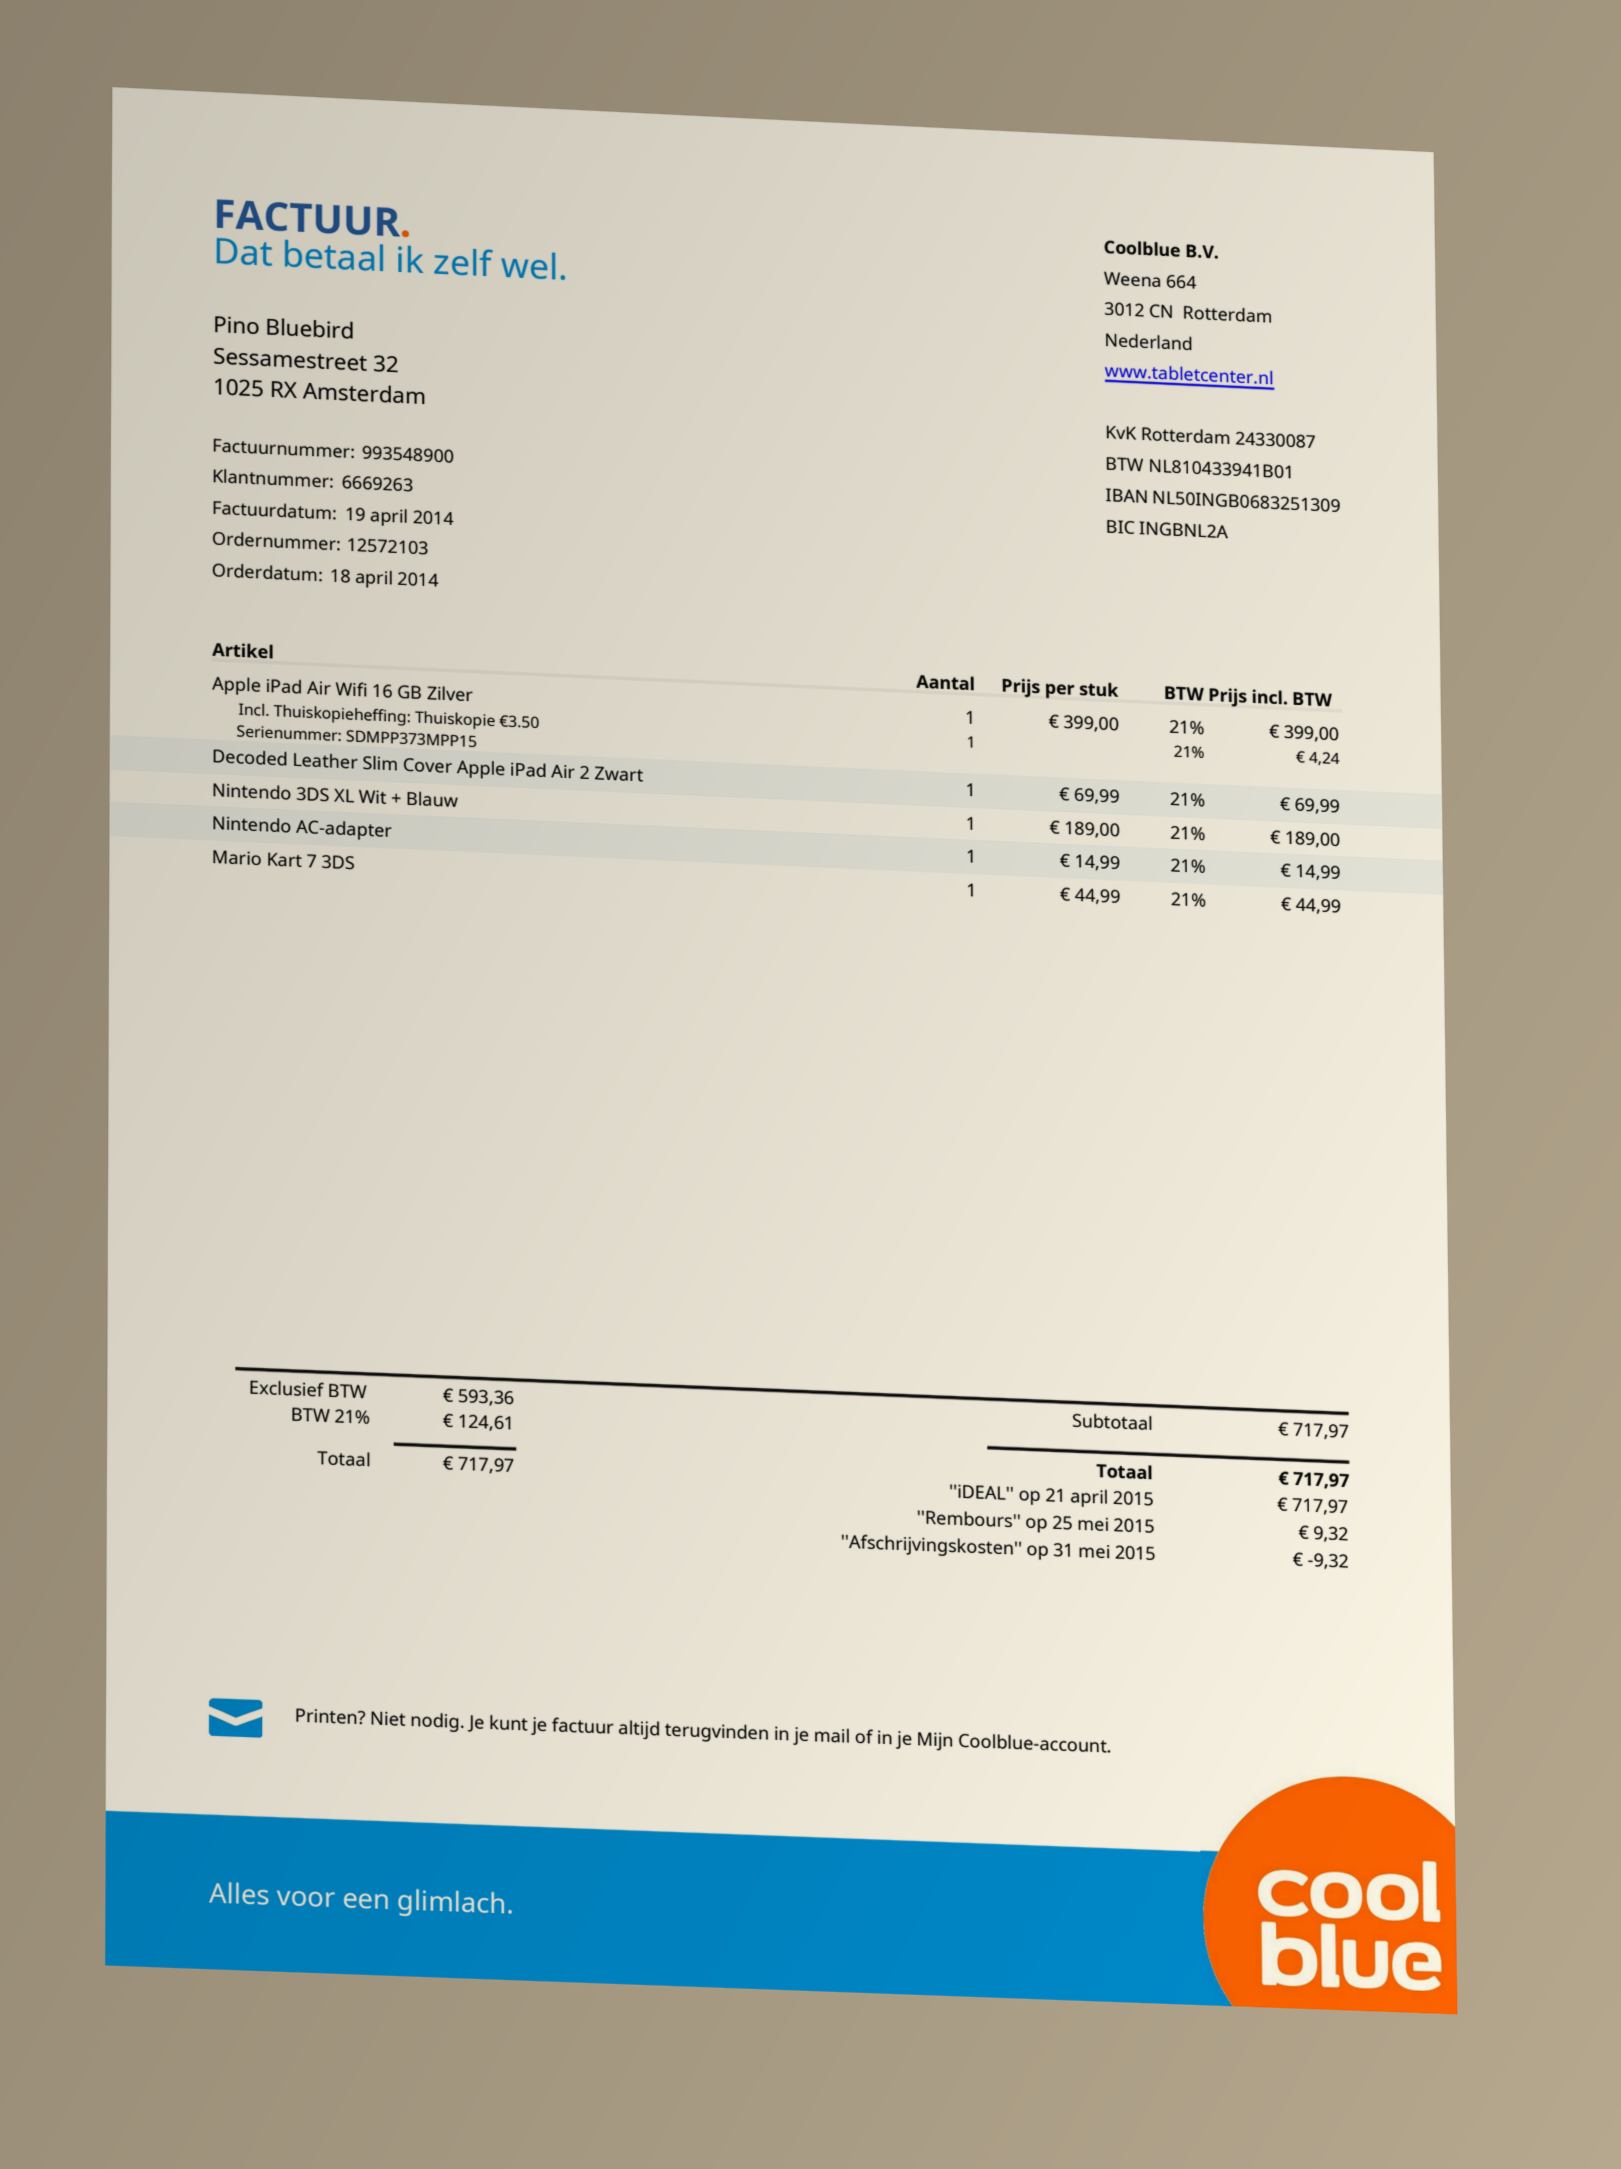 FACTUUR.
Dat betaal ik zelf wel.
Coolblue B.V.
Weena 664
3012 CN Rotterdam
Nederland
www.tabletcenter.nl
Pino Bluebird
Sessamestreet 32
1025 RX Amsterdam
KvK Rotterdam 24330087
BTW NL810433941B01
IBAN NL50INGB0683251309
BIC INGBNL2A
Factuurnummer: 993548900
Klantnummer: 6669263
Factuurdatum: 19 april 2014
Ordernummer: 12572103
Orderdatum: 18 april 2014
Artikel Aantal Prijs per stuk BTW Prijs incl. BTW
Apple iPad Air Wifi 16 GB Zilver 1 € 399,00 21% € 399,00
Incl. Thuiskopieheffing: Thuiskopie €3.50 1 21% € 4,24
Serienummer: SDMPP373MPP15
Decoded Leather Slim Cover Apple iPad Air 2 Zwart 1 € 69,99 21% € 69,99
Nintendo 3DS XL Wit + Blauw 1 € 189,00 21% € 189,00
Nintendo AC-adapter 1 € 14,99 21% € 14,99
Mario Kart 7 3DS 1 € 44,99 21% € 44,99
Exclusief BTW € 593,36
BTW 21% € 124,61
Totaal € 717,97
Subtotaal € 717,97
Totaal € 717,97
"iDEAL" op 21 april 2015 € 717,97
"Rembours" op 25 mei 2015 € 9,32
"Afschrijvingskosten" op 31 mei 2015 € -9,32
Printen? Niet nodig. Je kunt je factuur altijd terugvinden in je mail of in je Mijn Coolblue-account.
Alles voor een glimlach.
cool
blue